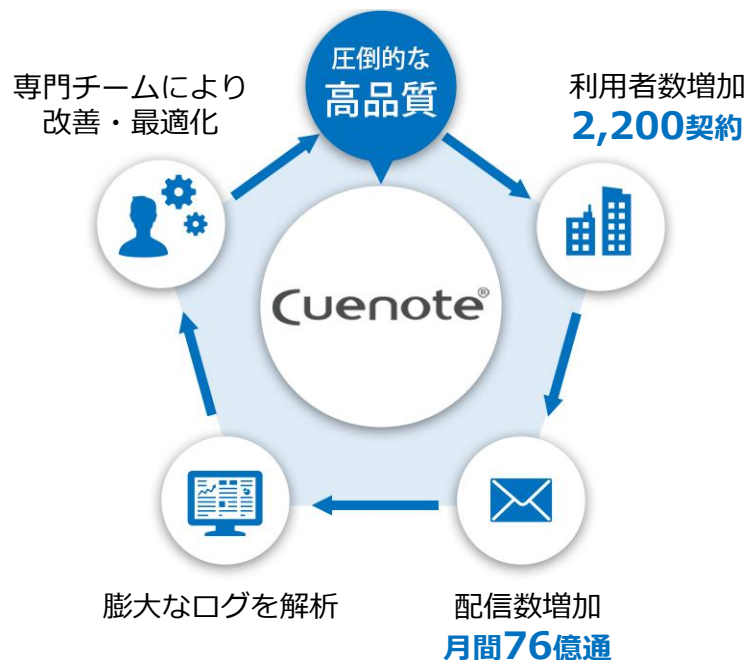 圧倒的な
高品質
利用者数増加
2,200契約
配信数増加
月間76億通
膨大なログを解析
専門チームにより
改善・最適化
Cuenote®